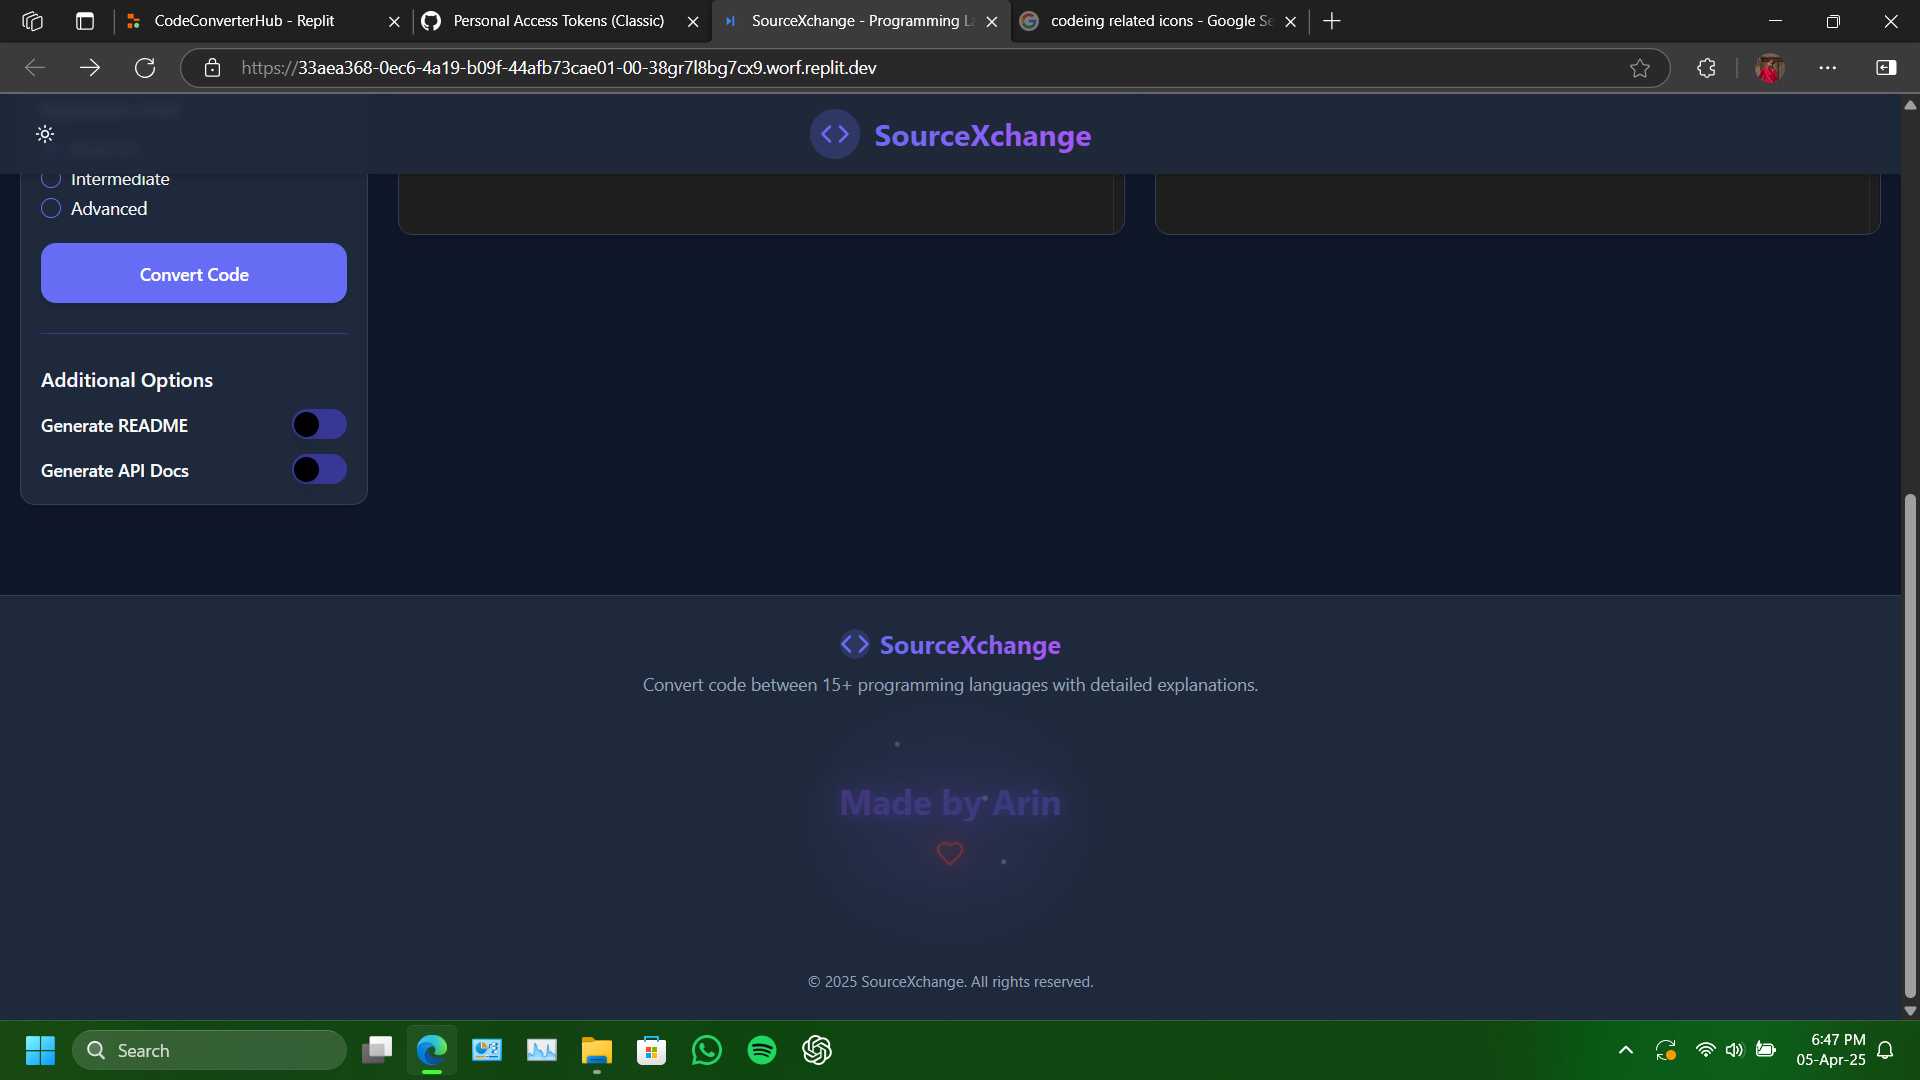 CodeConverterHub - Replit
Personal Access Tokens (Classic)
SourceXchange - Programming La
codeing related icons - Google Se
https://33aea368-0ec6-4a19-b09f-44afb73cae01-00-38gr7l8bg7cx9.worf.replit.dev
SourceXchange
Intermediate
Advanced
Convert Code
Additional Options
Generate README
Generate API Docs
SourceXchange
Convert code between 15+ programming languages with detailed explanations.
Made by Arin
© 2025 SourceXchange. All rights reserved.
Search
6:47 PM
05-Apr-25